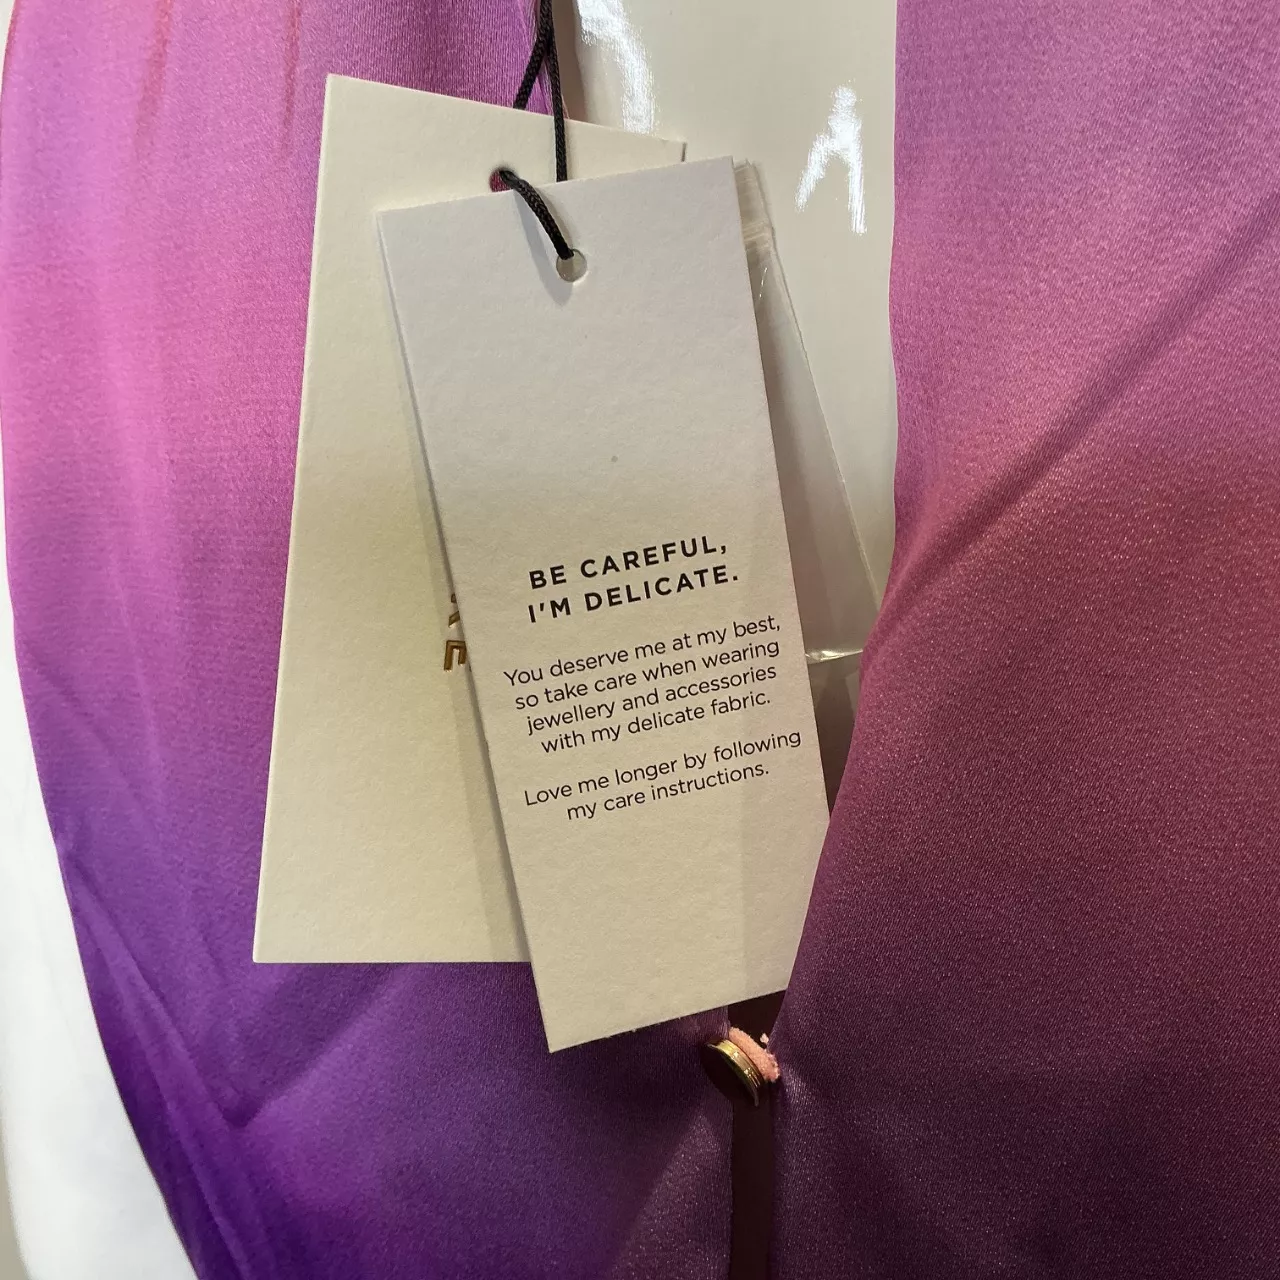 BE CAREFUL,
I'M DELICATE.
You deserve me at my best,
so take care when wearing
jewellery and accessories
with my delicate fabric.
Love me longer by following
my care instructions.